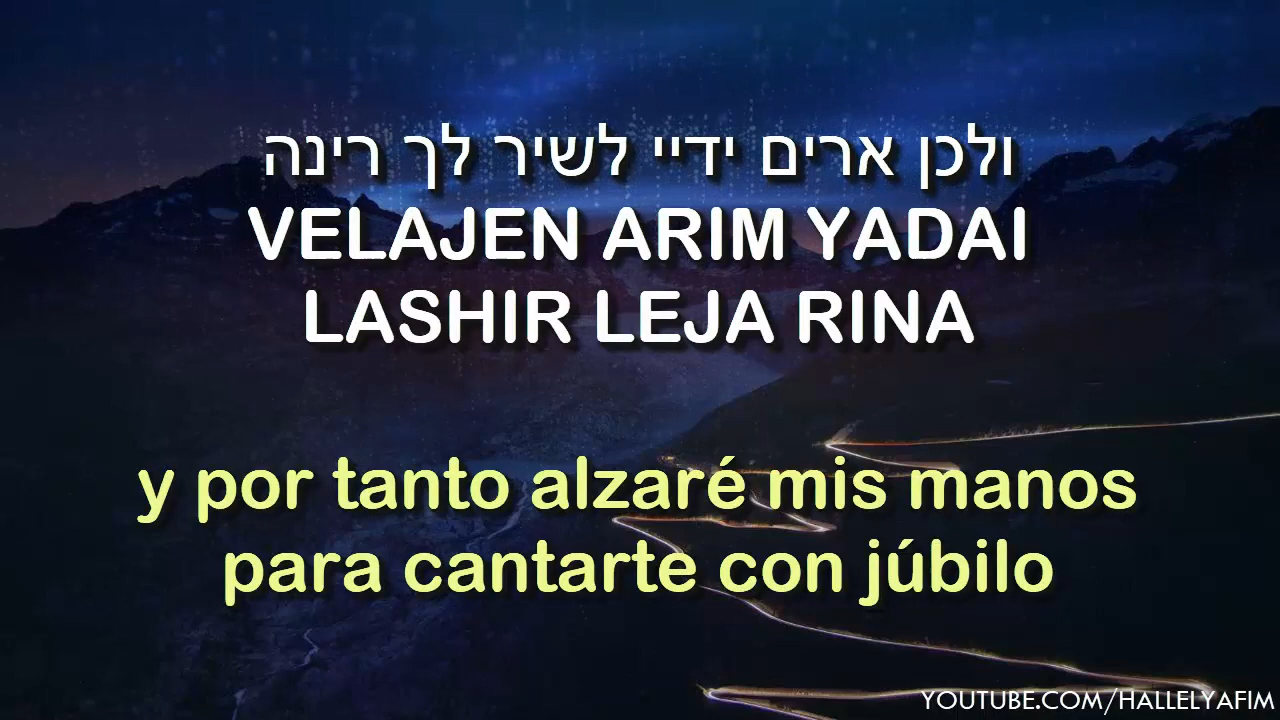 ולכן ארים ידיי לשיר לך רינה
VELAJEN ARIM YADAI
LASHIR LEJA RINA
y por tanto alzaré mis manos
para cantarte con júbilo
YOUTUBE.COM/HALLELYAFIM